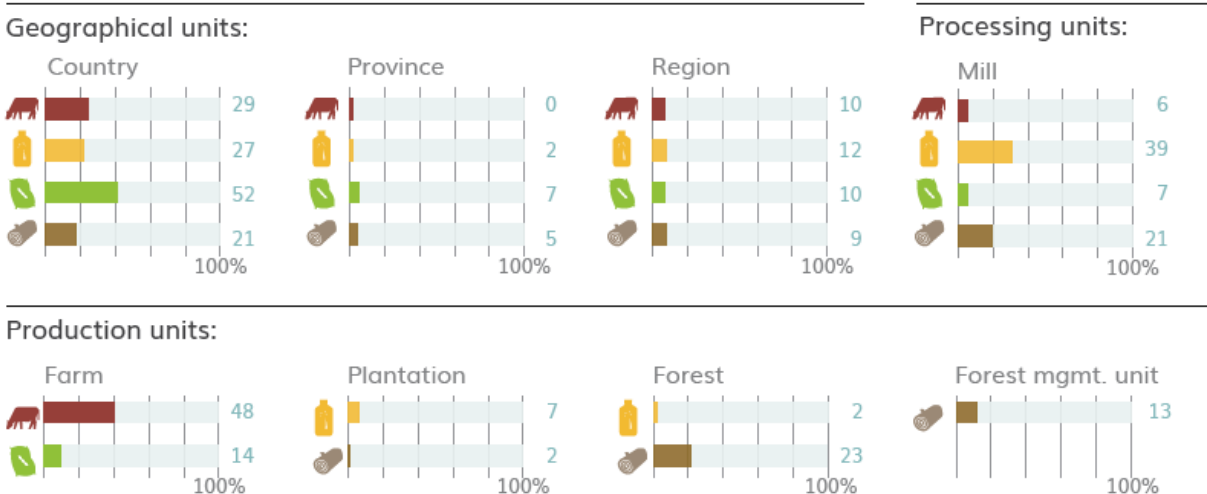 Geographical units:
Processing units:
Country
Province
Region
Mill
29
0
10
6
27
2
12
39
52
7
10
7
21
5
9
21
100%
100%
100%
100%
Production units:
Farm
Plantation
Forest
Forest mgmt. unit
48
7
2
13
14
2
23
100%
100%
100%
100%